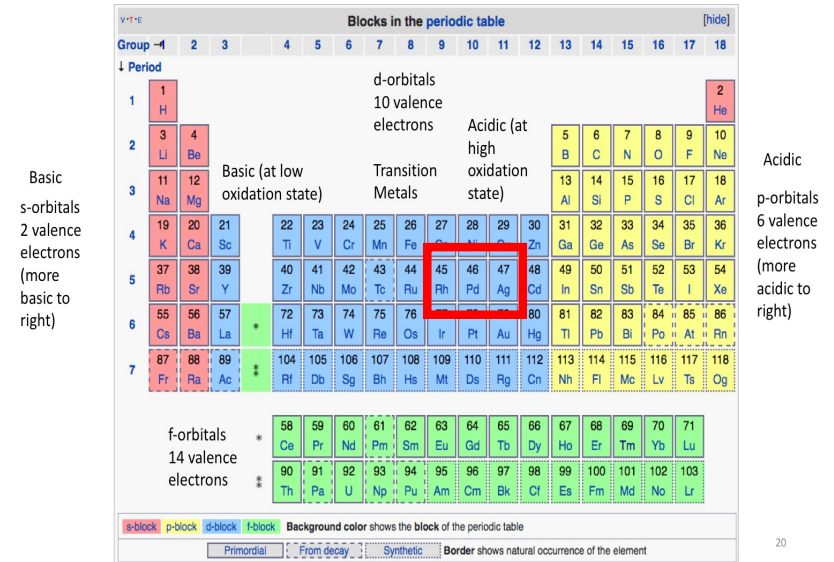 V·T·E Blocks in the periodic table [hide]
Group → 1 2 3 4 5 6 7 8 9 10 11 12 13 14 15 16 17 18
↓ Period
1 1 2
H He
2 3 4 5 6 7 8 9 10
Li Be B C N O F Ne
3 11 12 13 14 15 16 17 18
Na Mg Al Si P S Cl Ar
4 19 20 21 22 23 24 25 26 27 28 29 30 31 32 33 34 35 36
K Ca Sc Ti V Cr Mn Fe Zn Ga Ge As Se Br Kr
5 37 38 39 40 41 42 43 44 45 46 47 48 49 50 51 52 53 54
Rb Sr Y Zr Nb Mo Tc Ru Rh Pd Ag Cd In Sn Sb Te I Xe
6 55 56 57 * 72 73 74 75 76 80 81 82 83 84 85 86
Cs Ba La Hf Ta W Re Os Ir Pt Au Hg Tl Pb Bi Po At Rn
7 87 88 89 ** 104 105 106 107 108 109 110 111 112 113 114 115 116 117 118
Fr Ra Ac Rf Db Sg Bh Hs Mt Ds Rg Cn Nh Fl Mc Lv Ts Og
* 58 59 60 61 62 63 64 65 66 67 68 69 70 71
Ce Pr Nd Pm Sm Eu Gd Tb Dy Ho Er Tm Yb Lu
** 90 91 92 93 94 95 96 97 98 99 100 101 102 103
Th Pa U Np Pu Am Cm Bk Cf Es Fm Md No Lr
Basic
s-orbitals
2 valence
electrons
(more
basic to
right)
Basic (at low
oxidation state)
d-orbitals
10 valence
electrons
Transition
Metals
Acidic (at
high
oxidation
state)
Acidic
p-orbitals
6 valence
electrons
(more
acidic to
right)
f-orbitals
14 valence
electrons
s-block p-block d-block f-block Background color shows the block of the periodic table
Primordial From decay Synthetic Border shows natural occurrence of the element
20